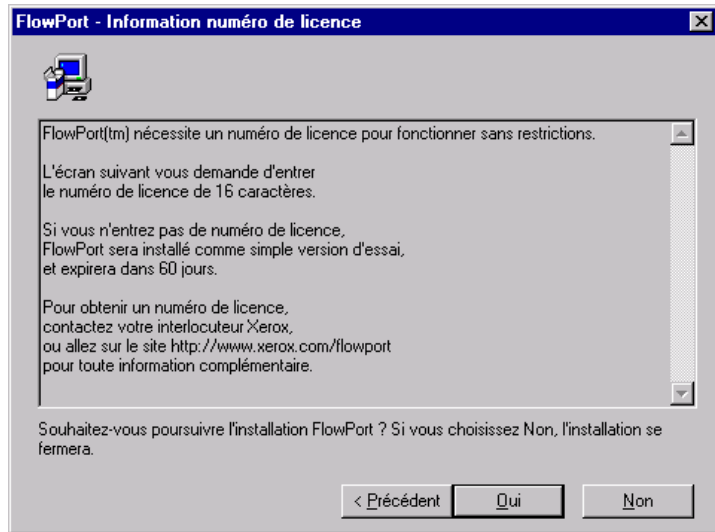 FlowPort - Information numéro de licence
FlowPort(tm) nécessite un numéro de licence pour fonctionner sans restrictions.
L'écran suivant vous demande d'entrer
le numéro de licence de 16 caractères.
Si vous n'entrez pas de numéro de licence,
FlowPort sera installé comme simple version d'essai,
et expirera dans 60 jours.
Pour obtenir un numéro de licence,
contactez votre interlocuteur Xerox,
ou allez sur le site http://www.xerox.com/flowport
pour toute information complémentaire.
Souhaitez-vous poursuivre l'installation FlowPort ? Si vous choisissez Non, l'installation se
fermera.
< Précédent Oui Non